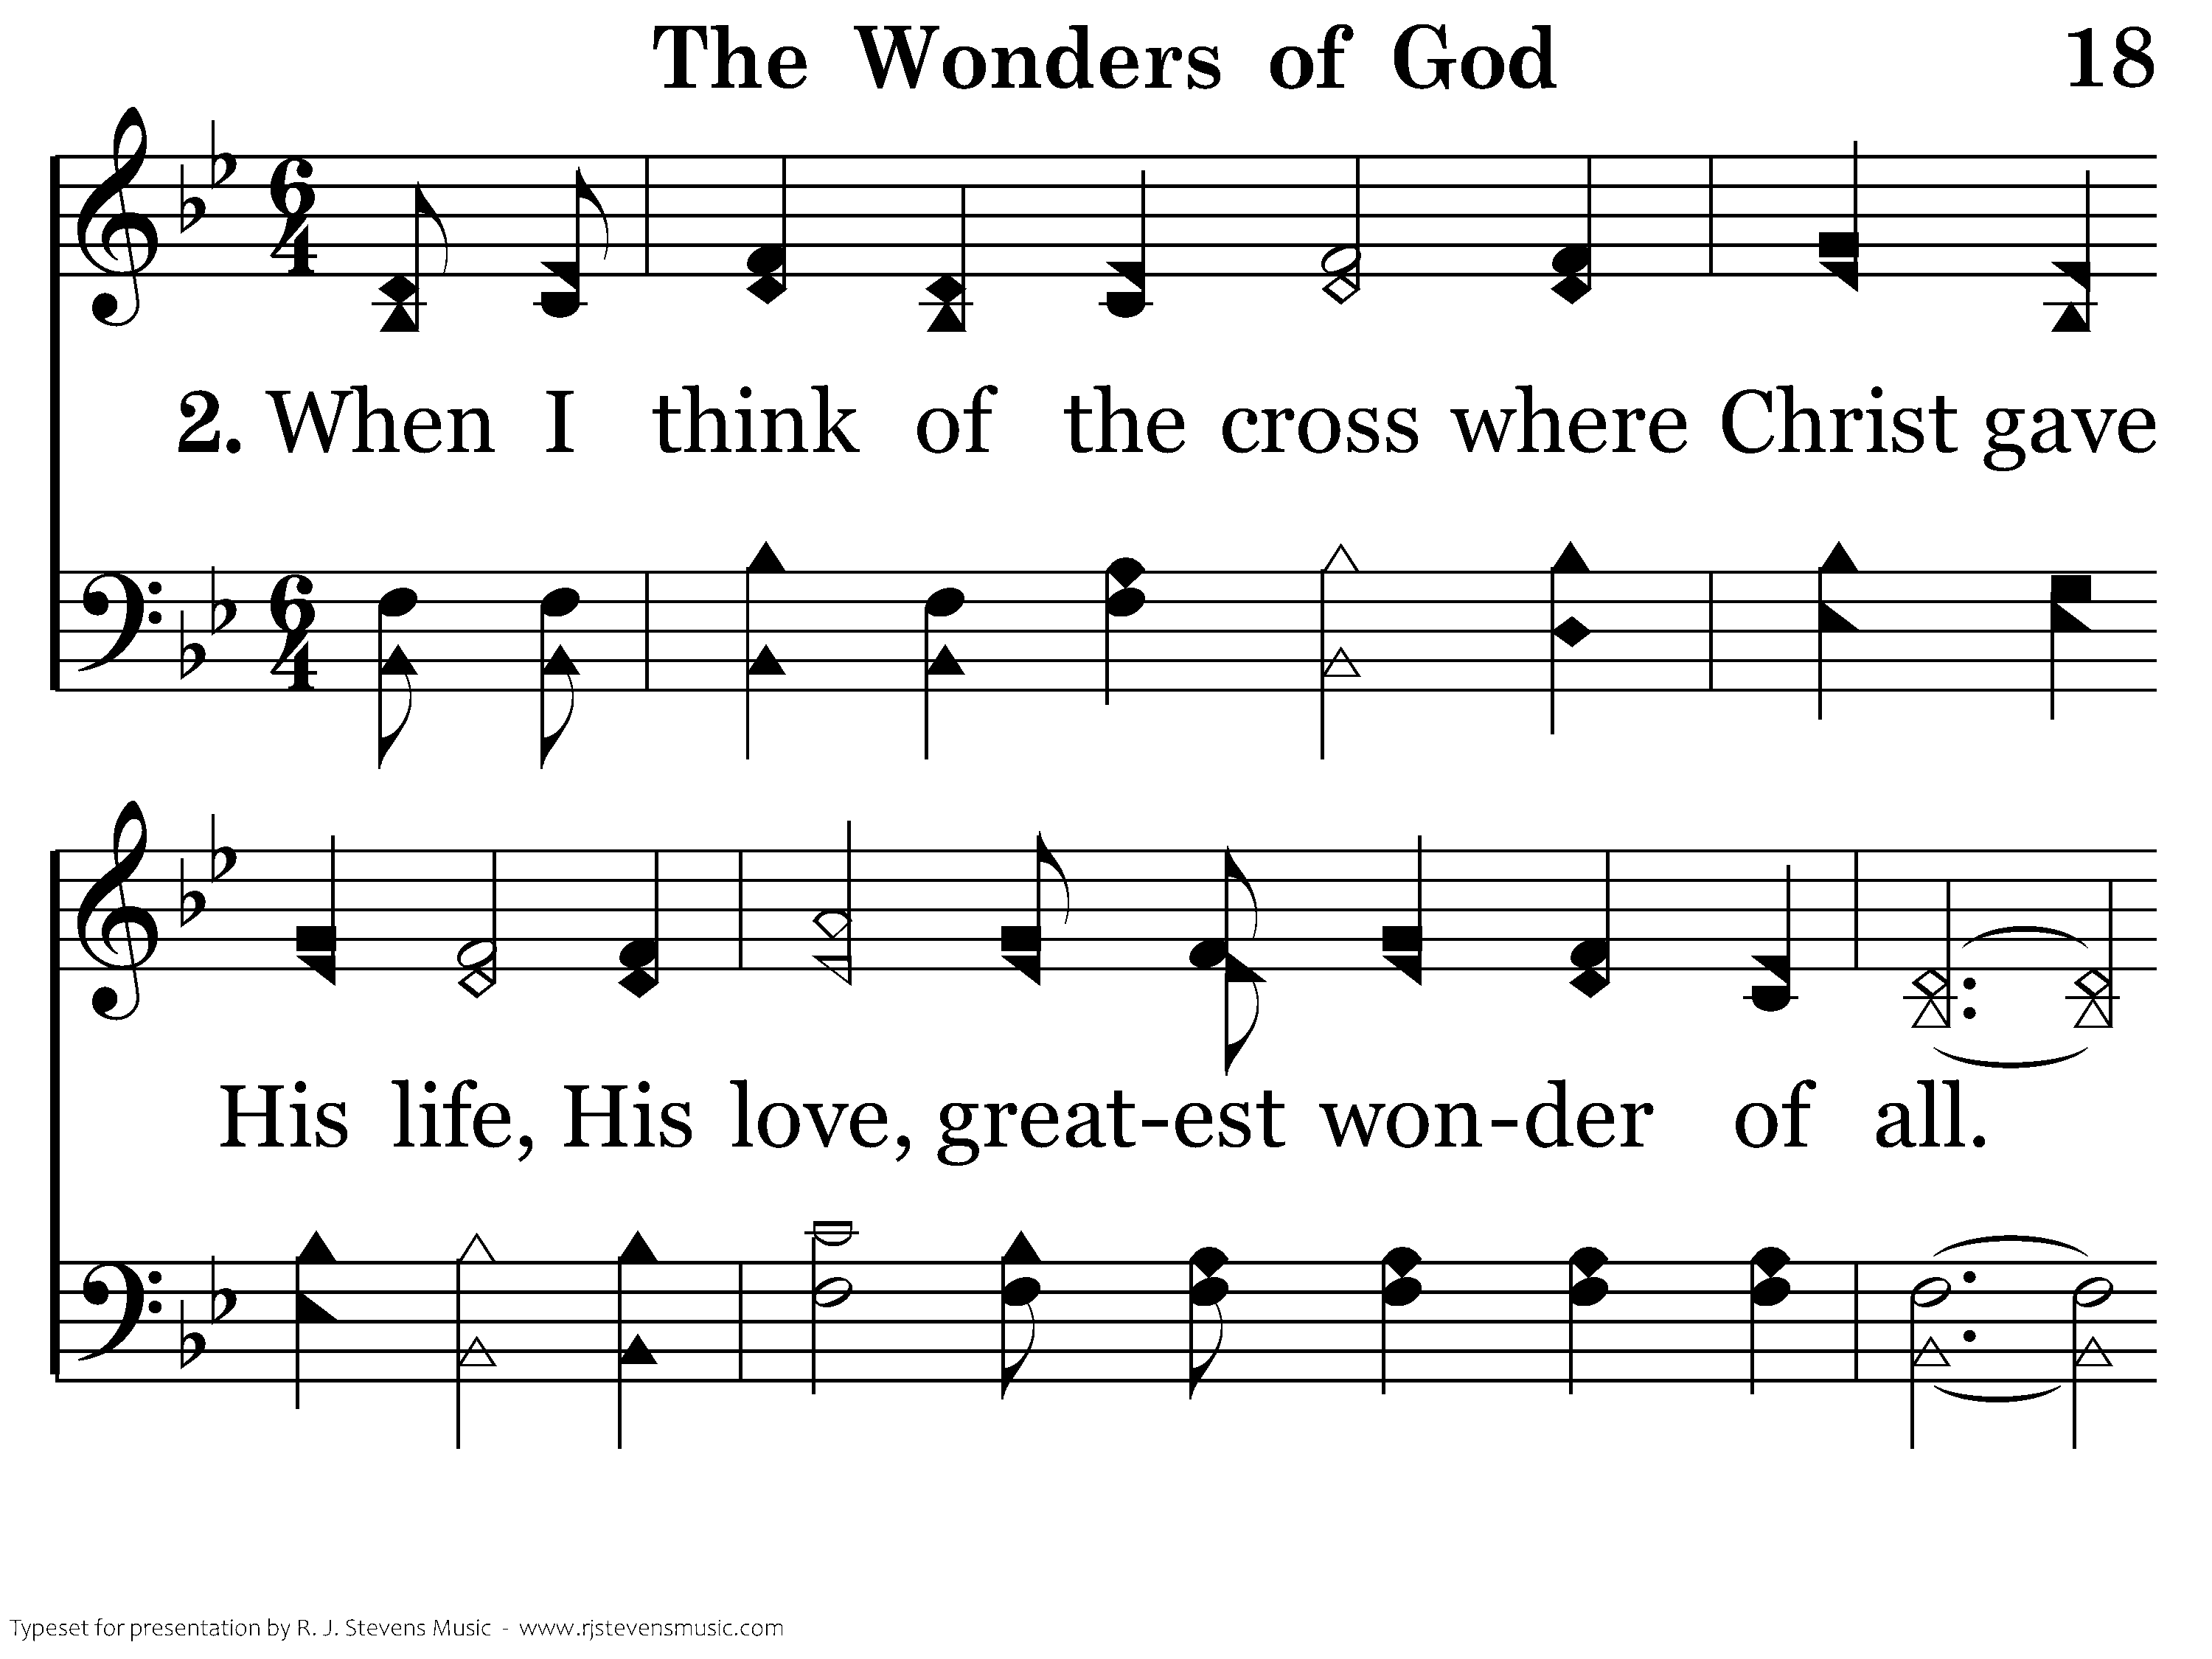 The Wonders of God 18
2. When I think of the cross where Christ gave
His life, His love, great-est won-der of all.
Typeset for presentation by R. J. Stevens Music - www.rjstevensmusic.com